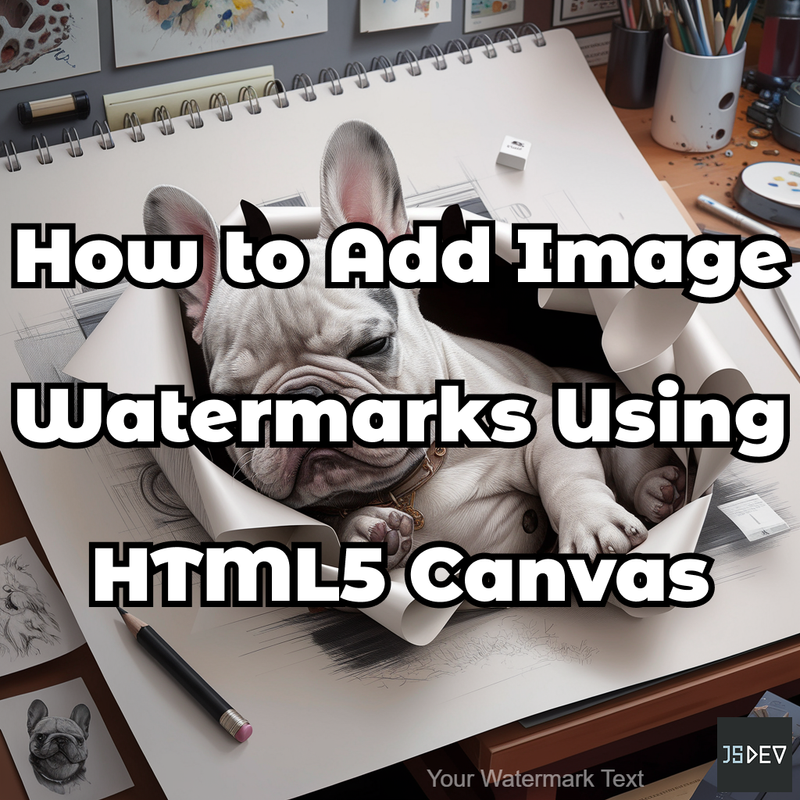 How to Add Image
Watermarks Using
HTML5 Canvas
JSDEV
Your Watermark Text